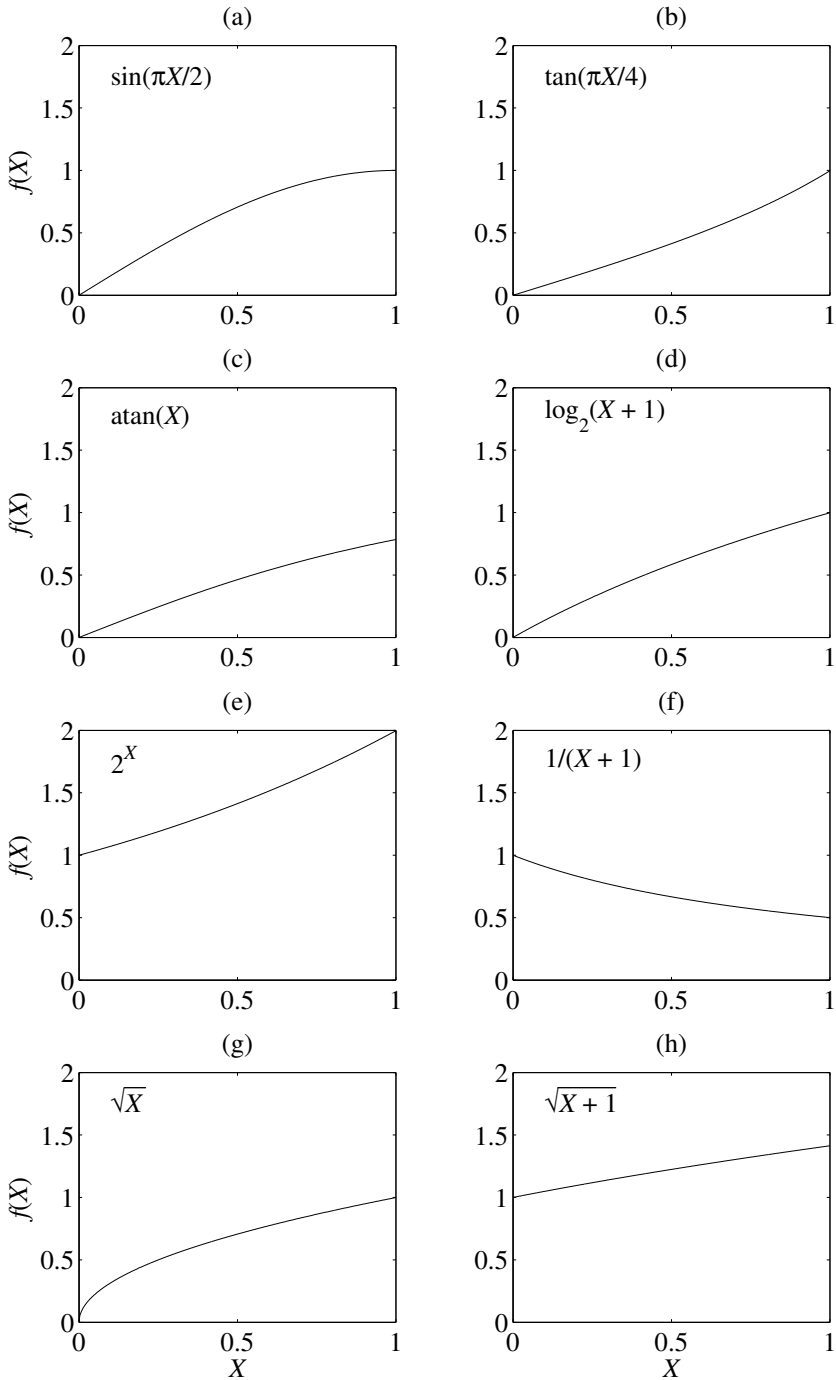 (a)
sin(πX/2)
f(X)
2
1.5
1
0.5
0
0 0.5 1
(b)
tan(πX/4)
2
1.5
1
0.5
0
0 0.5 1
(c)
atan(X)
f(X)
2
1.5
1
0.5
0
0 0.5 1
(d)
log₂(X + 1)
2
1.5
1
0.5
0
0 0.5 1
(e)
2^X
f(X)
2
1.5
1
0.5
0
0 0.5 1
(f)
1/(X + 1)
2
1.5
1
0.5
0
0 0.5 1
(g)
√X
f(X)
2
1.5
1
0.5
0
0 0.5 1
X
(h)
√(X + 1)
2
1.5
1
0.5
0
0 0.5 1
X